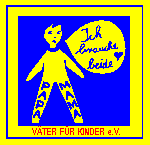 Ich
brauche
beide
PAPA MAMA
VÄTER FÜR KINDER e.V.